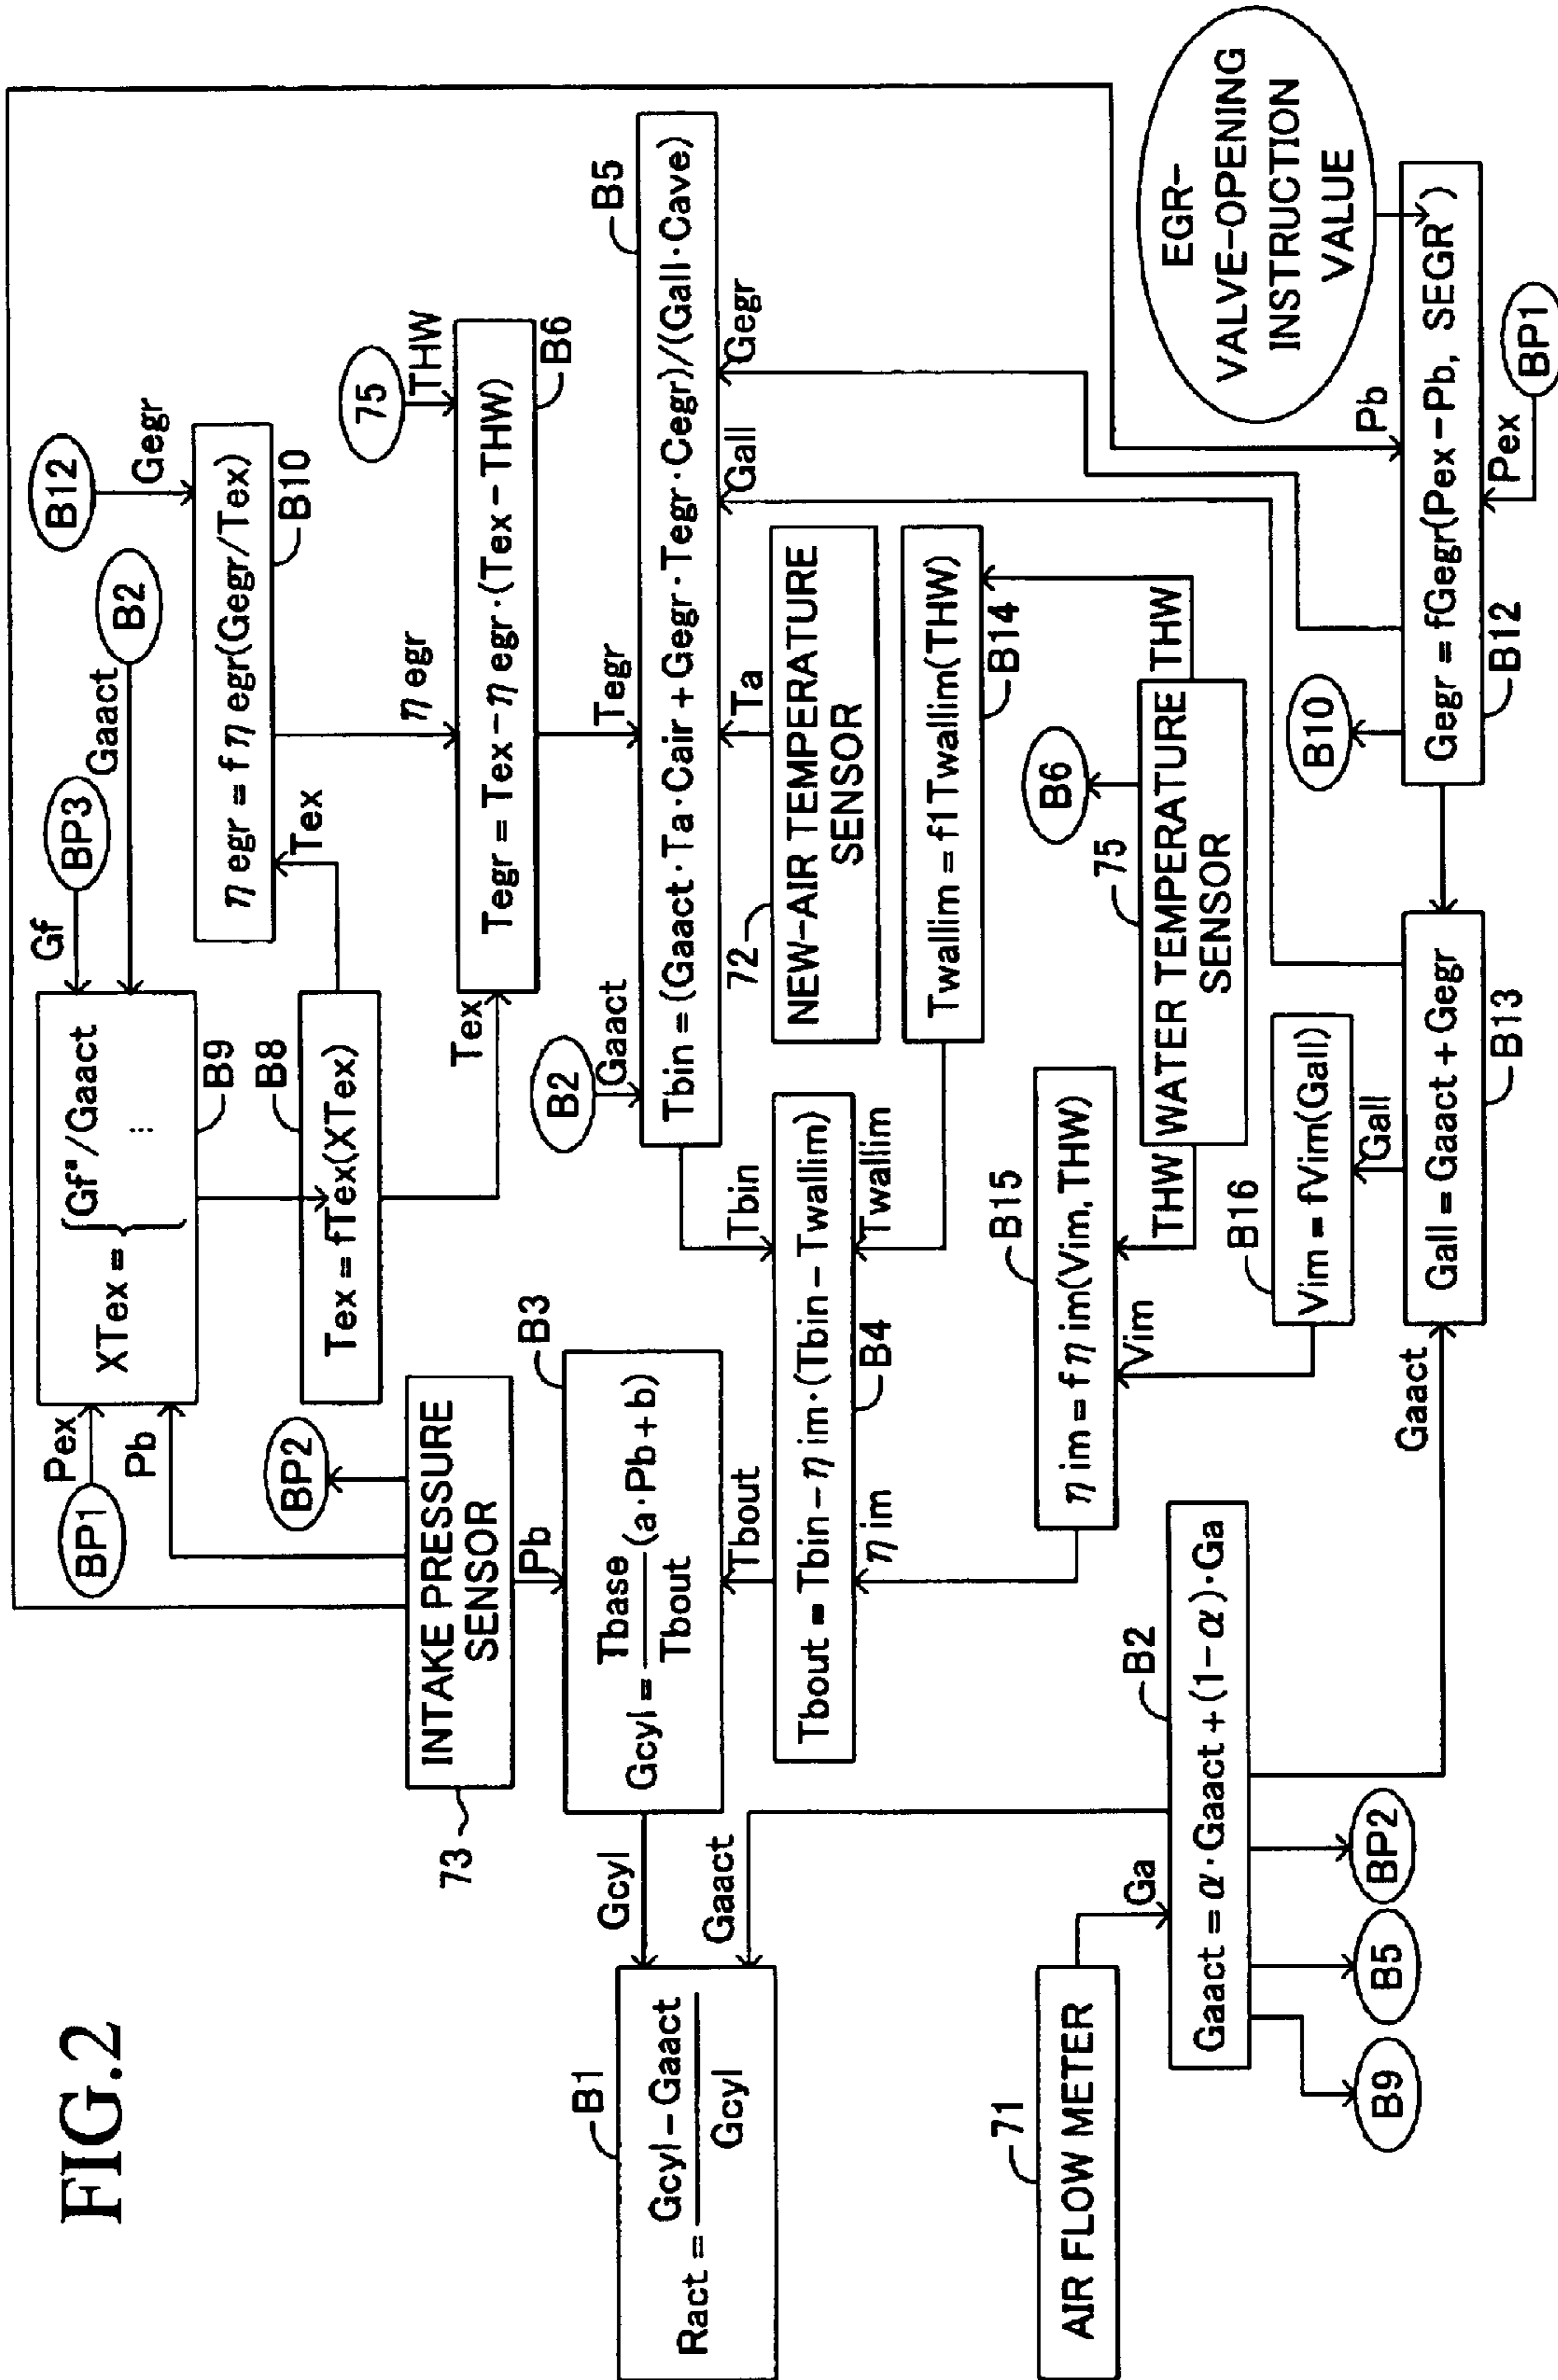 FIG.2
B1
Ract = Gcyl-Gaact
Gcyl
Gcyl
Gaact
71
AIR FLOW METER
Ga
B2
Gaact = α·Gaact + (1-α)·Ga
B9
B5
BP2
Gaact
BP1
Pex
Pb
XTex = { Gf"/Gaact
⋮
B9
Gf
BP3
Gaact
B2
B12
Gegr
Tex = fTex(XTex)
B8
Tex
η egr = f η egr(Gegr/Tex)
B10
BP2
73
INTAKE PRESSURE
SENSOR
Pb
Tex
η egr
75
THW
Tegr = Tex - η egr·(Tex - THW)
B6
B3
Gcyl = Tbase
Tbout
(a·Pb + b)
Tbout
B2
Gaact
Tegr
B5
Tbin = (Gaact·Ta·Cair + Gegr·Tegr·Cegr)/(Gall·Cave)
Tbin
Ta
Gall
Gegr
Tbout = Tbin - η im·(Tbin - Twallim)
B4
η im
Twallim
72
NEW-AIR TEMPERATURE
SENSOR
Twallim = f1Twallim(THW)
B14
B15
η im = f η im(Vim, THW)
Vim
THW
75
WATER TEMPERATURE
SENSOR
THW
B6
B16
Vim = fVim(Gall)
Gall
Gall = Gaact + Gegr
B13
B10
Pb
EGR-
VALVE-OPENING
INSTRUCTION
VALUE
Gegr = fGegr(Pex-Pb, SEGR")
B12
Pex
BP1